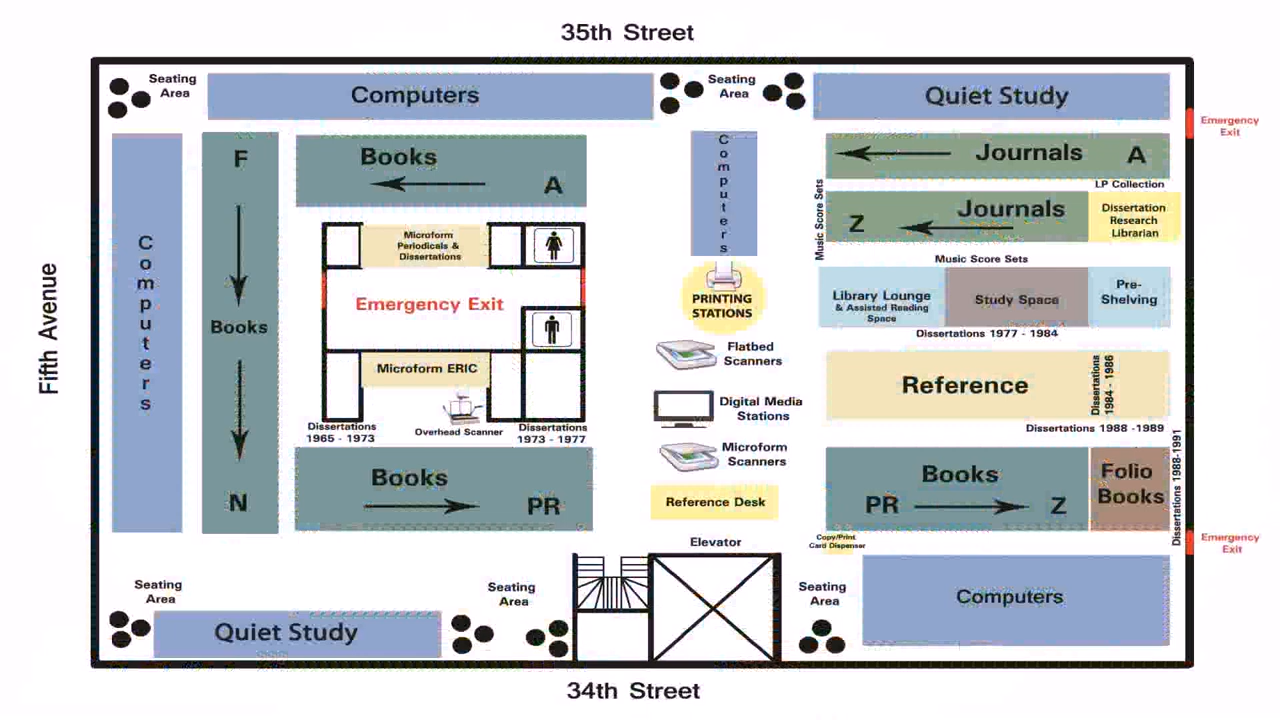 35th Street
Seating
Area
Computers
Seating
Area
Quiet Study
Emergency
Exit
Computers
F
Books
N
Books
A
Computers
Journals A
LP Collection
Music Score Sets
Z Journals
Dissertation
Research
Librarian
Music Score Sets
Microform
Periodicals &
Dissertations
Emergency Exit
Microform ERIC
Overhead Scanner
Dissertations
1965 - 1973
Dissertations
1973 - 1977
PRINTING
STATIONS
Flatbed
Scanners
Digital Media
Stations
Microform
Scanners
Reference Desk
Library Lounge
& Assisted Reading
Space
Study Space
Pre-
Shelving
Dissertations 1977 - 1984
Reference
Dissertations
1984 - 1986
Dissertations 1988 -1989
Books
PR
Books
PR Z
Folio
Books
Dissertations 1988-1991
Fifth Avenue
Elevator
Copy/Print
Card Dispenser
Emergency
Exit
Seating
Area
Quiet Study
Seating
Area
Seating
Area
Computers
34th Street